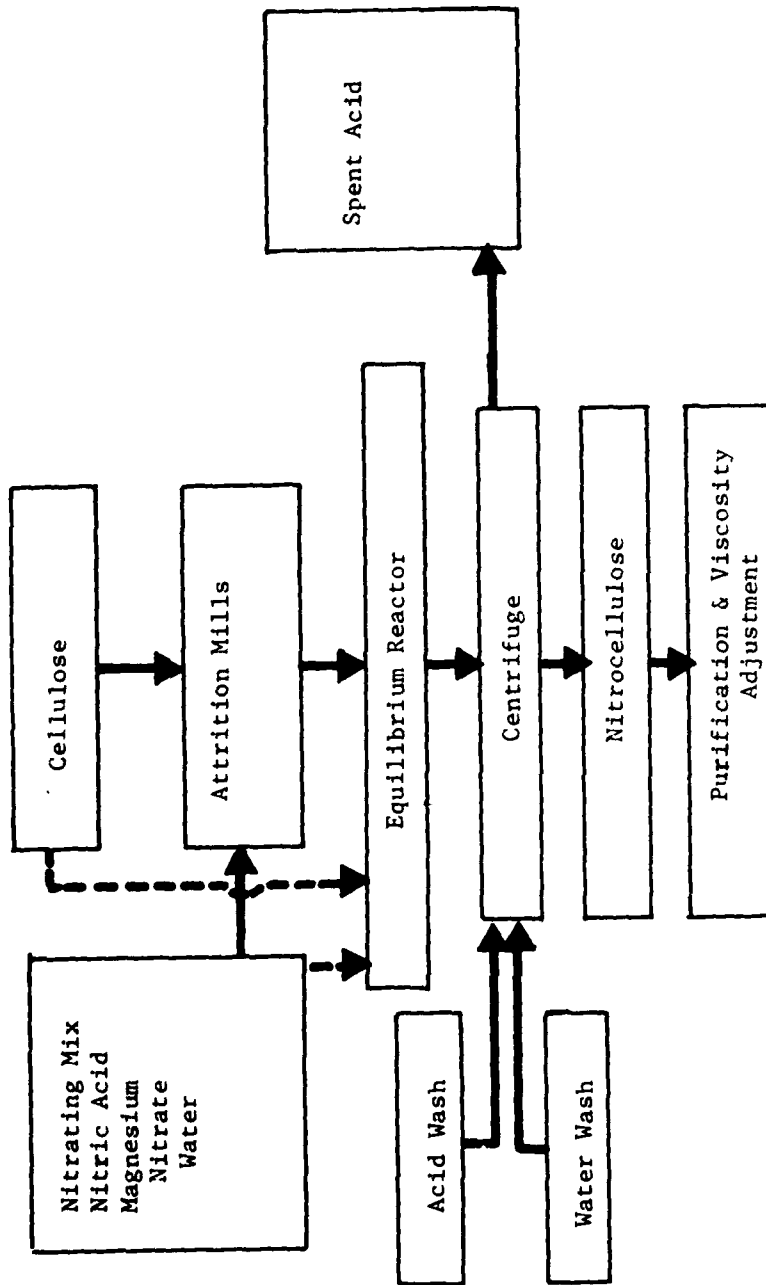 Nitrating Mix
Nitric Acid
Magnesium
Nitrate
Water
Cellulose
Attrition Mills
Equilibrium Reactor
Acid Wash
Water Wash
Centrifuge
Spent Acid
Nitrocellulose
Purification & Viscosity
Adjustment